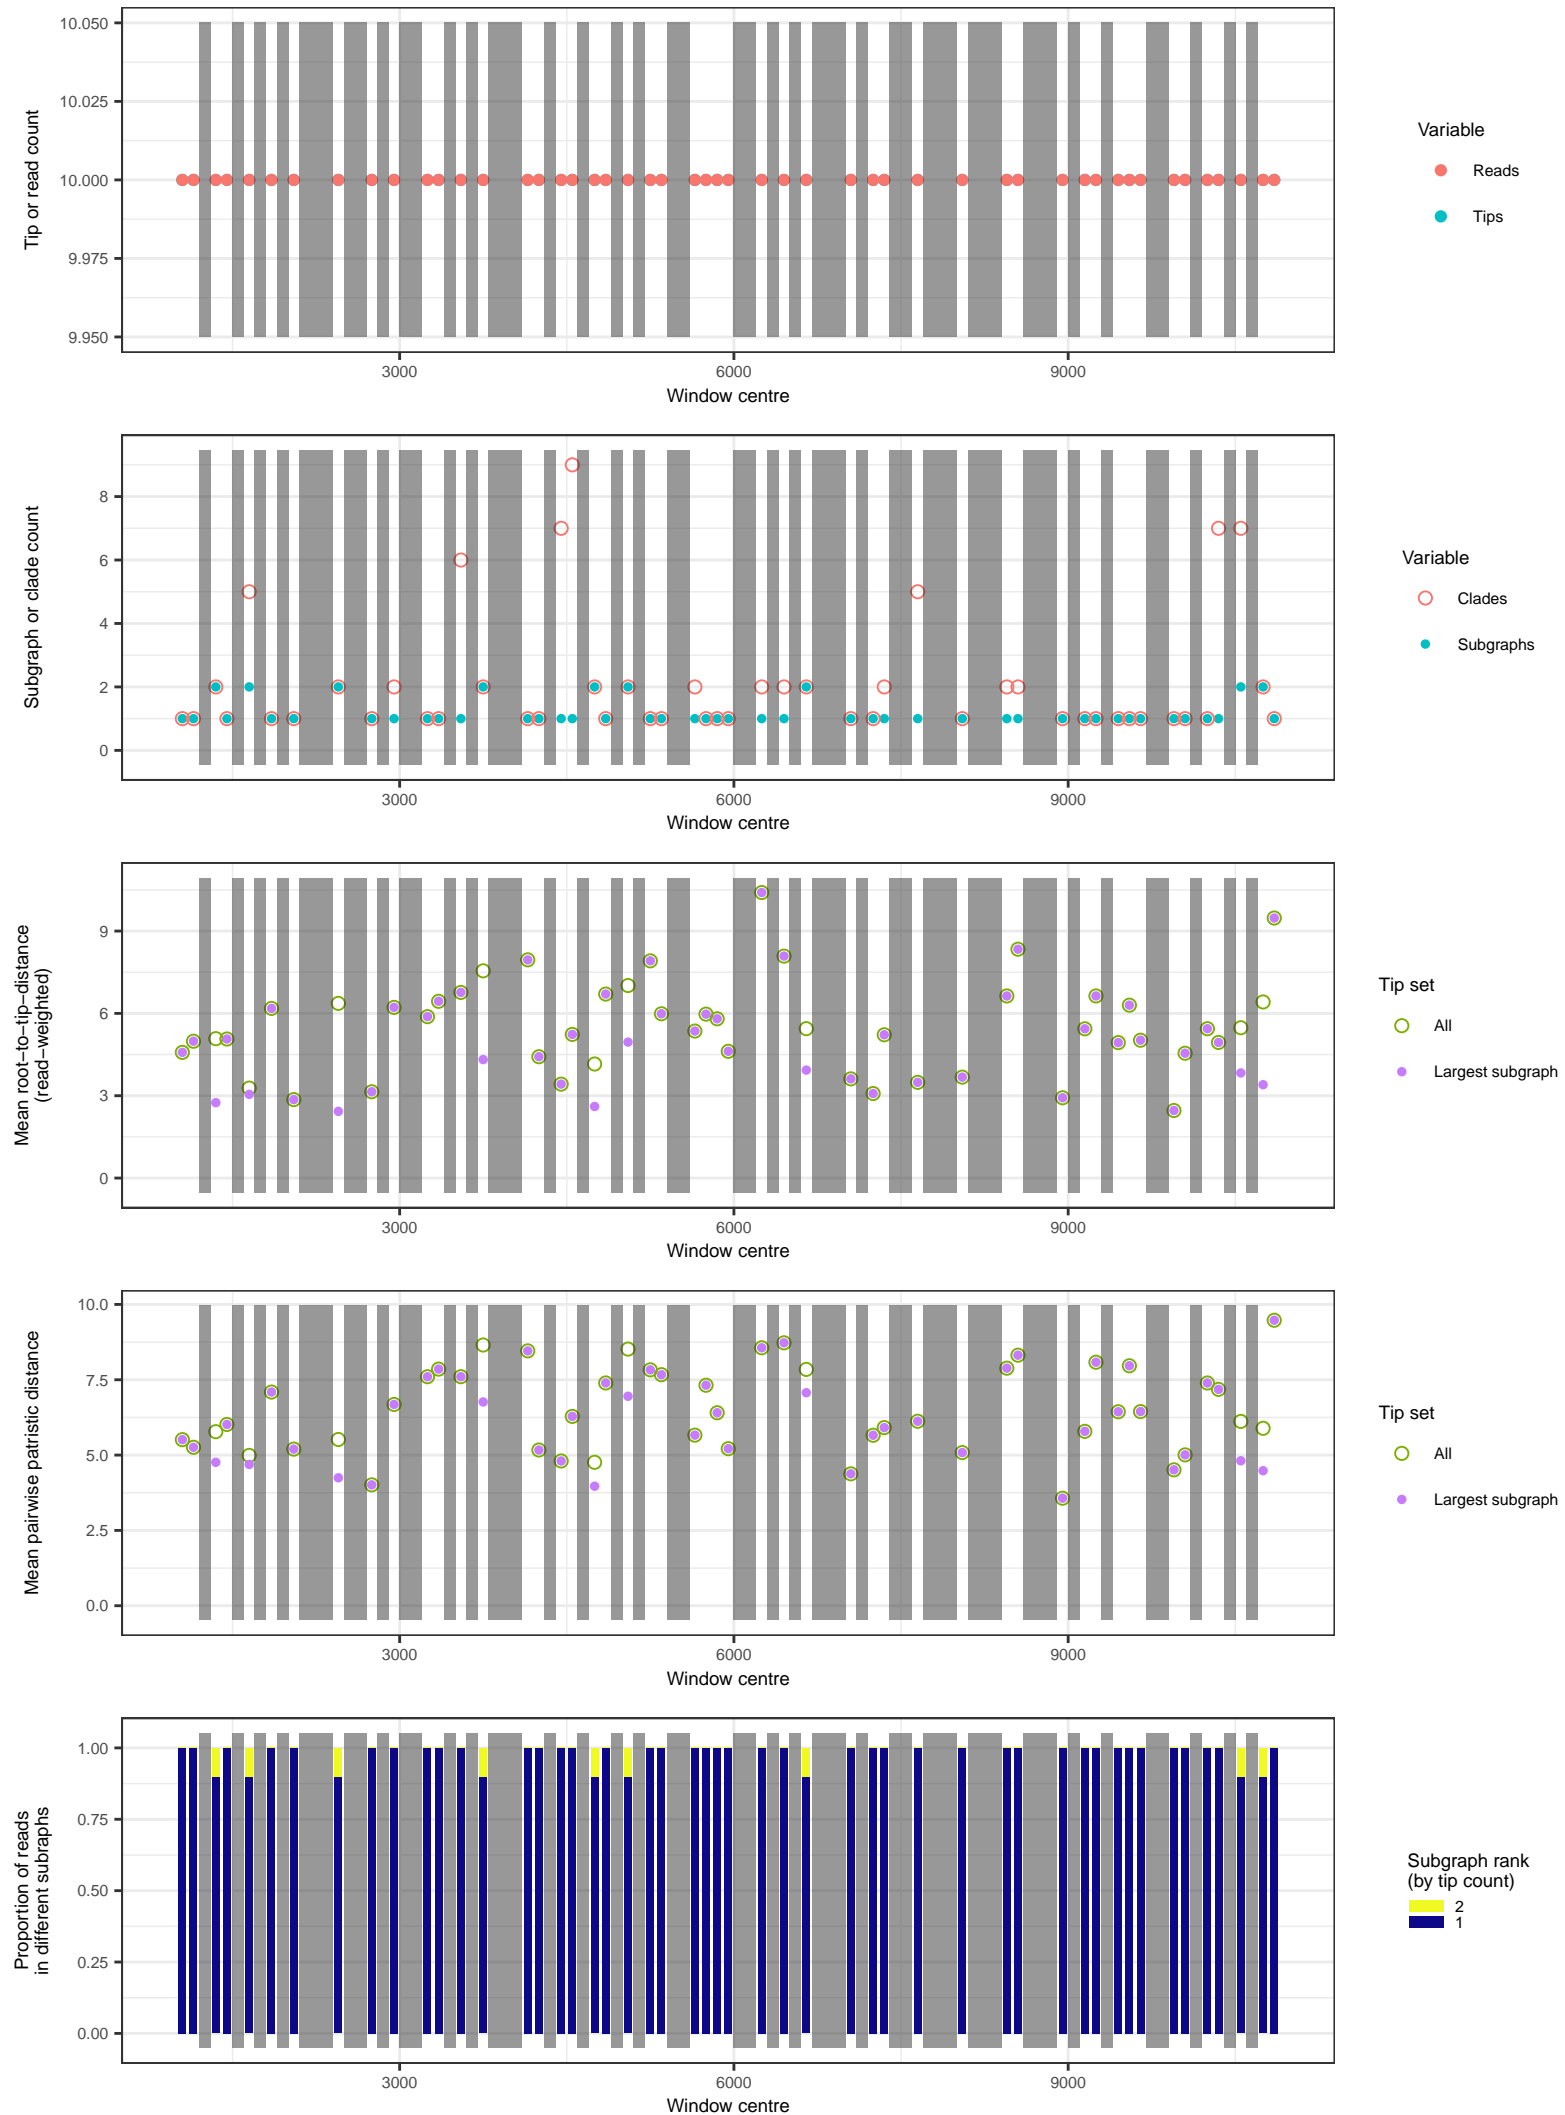 10.050
10.025
10.000
9.975
9.950
Tip or read count
3000
6000
9000
Window centre
Variable
Reads
Tips
8
6
4
2
0
Subgraph or clade count
3000
6000
9000
Window centre
Variable
Clades
Subgraphs
9
6
3
0
Mean root−to−tip−distance
(read−weighted)
3000
6000
9000
Window centre
Tip set
All
Largest subgraph
10.0
7.5
5.0
2.5
0.0
Mean pairwise patristic distance
3000
6000
9000
Window centre
Tip set
All
Largest subgraph
1.00
0.75
0.50
0.25
0.00
Proportion of reads
in different subraphs
3000
6000
9000
Window centre
Subgraph rank
(by tip count)
2
1